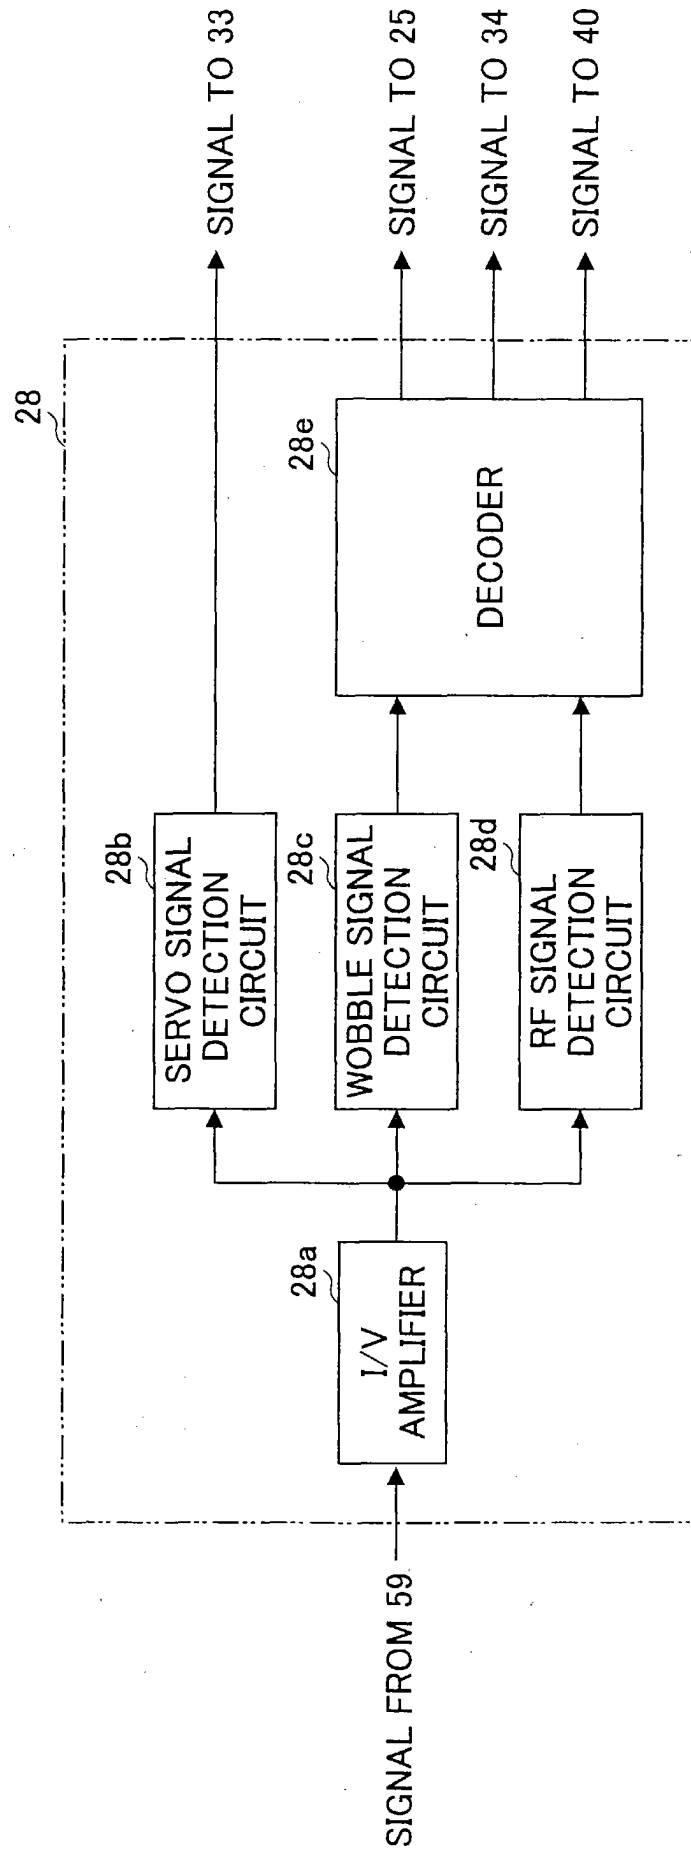 28
SIGNAL FROM 59
28a
I/V
AMPLIFIER
28b
SERVO SIGNAL
DETECTION
CIRCUIT
28c
WOBBLE SIGNAL
DETECTION
CIRCUIT
28d
RF SIGNAL
DETECTION
CIRCUIT
28e
DECODER
SIGNAL TO 33
SIGNAL TO 25
SIGNAL TO 34
SIGNAL TO 40